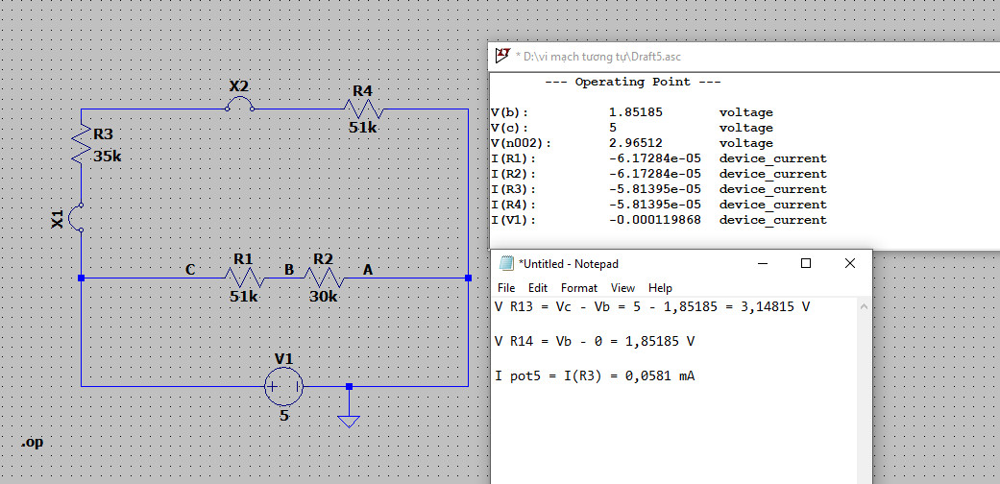 X2
R4
51k
R3
35k
X1
C
R1
B
R2
A
51k
30k
V1
5
.op
* D:\vi mạch tương tự\Draft5.asc
--- Operating Point ---
V(b): 1.85185 voltage
V(c): 5 voltage
V(n002): 2.96512 voltage
I(R1): -6.17284e-05 device_current
I(R2): -6.17284e-05 device_current
I(R3): -5.81395e-05 device_current
I(R4): -5.81395e-05 device_current
I(V1): -0.000119868 device_current
*Untitled - Notepad
File Edit Format View Help
V R13 = Vc - Vb = 5 - 1,85185 = 3,14815 V
V R14 = Vb - 0 = 1,85185 V
I pot5 = I(R3) = 0,0581 mA